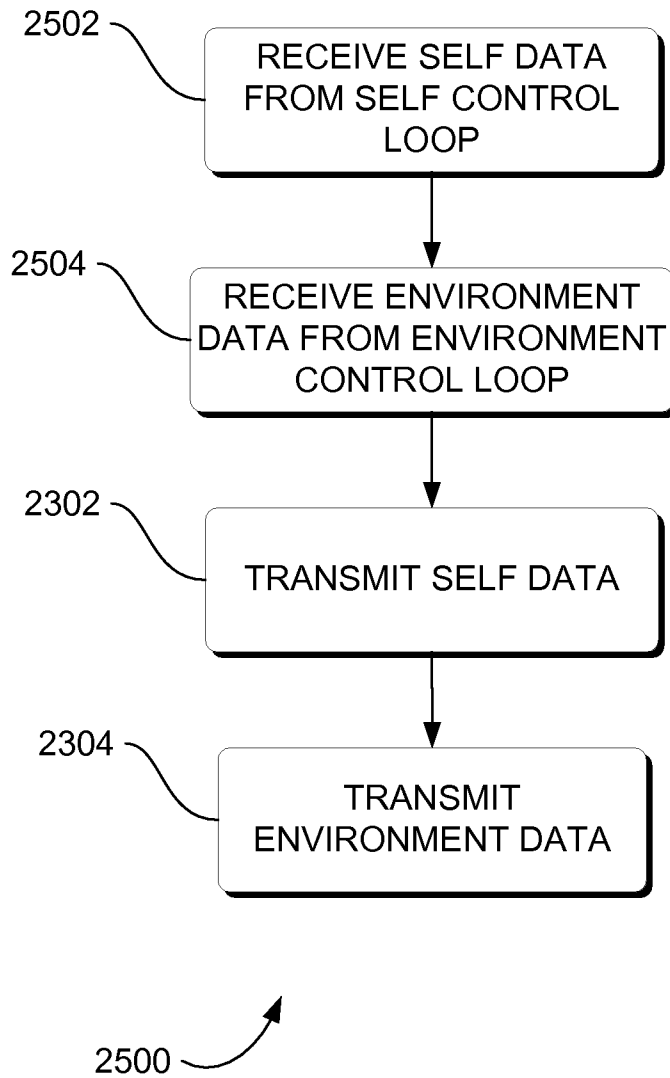 2502
RECEIVE SELF DATA
FROM SELF CONTROL
LOOP
2504
RECEIVE ENVIRONMENT
DATA FROM ENVIRONMENT
CONTROL LOOP
2302
TRANSMIT SELF DATA
2304
TRANSMIT
ENVIRONMENT DATA
2500